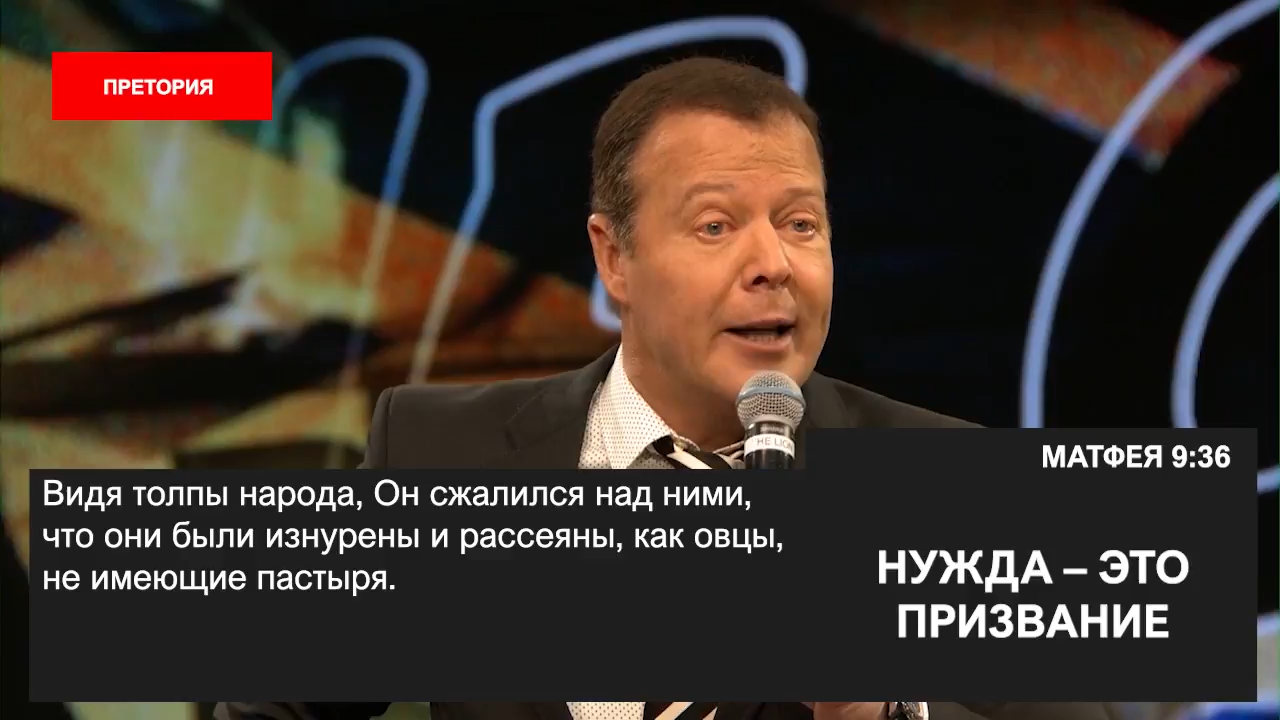 ПРЕТОРИЯ
МАТФЕЯ 9:36
Видя толпы народа, Он сжалился над ними,
что они были изнурены и рассеяны, как овцы,
не имеющие пастыря.
НУЖДА – ЭТО
ПРИЗВАНИЕ